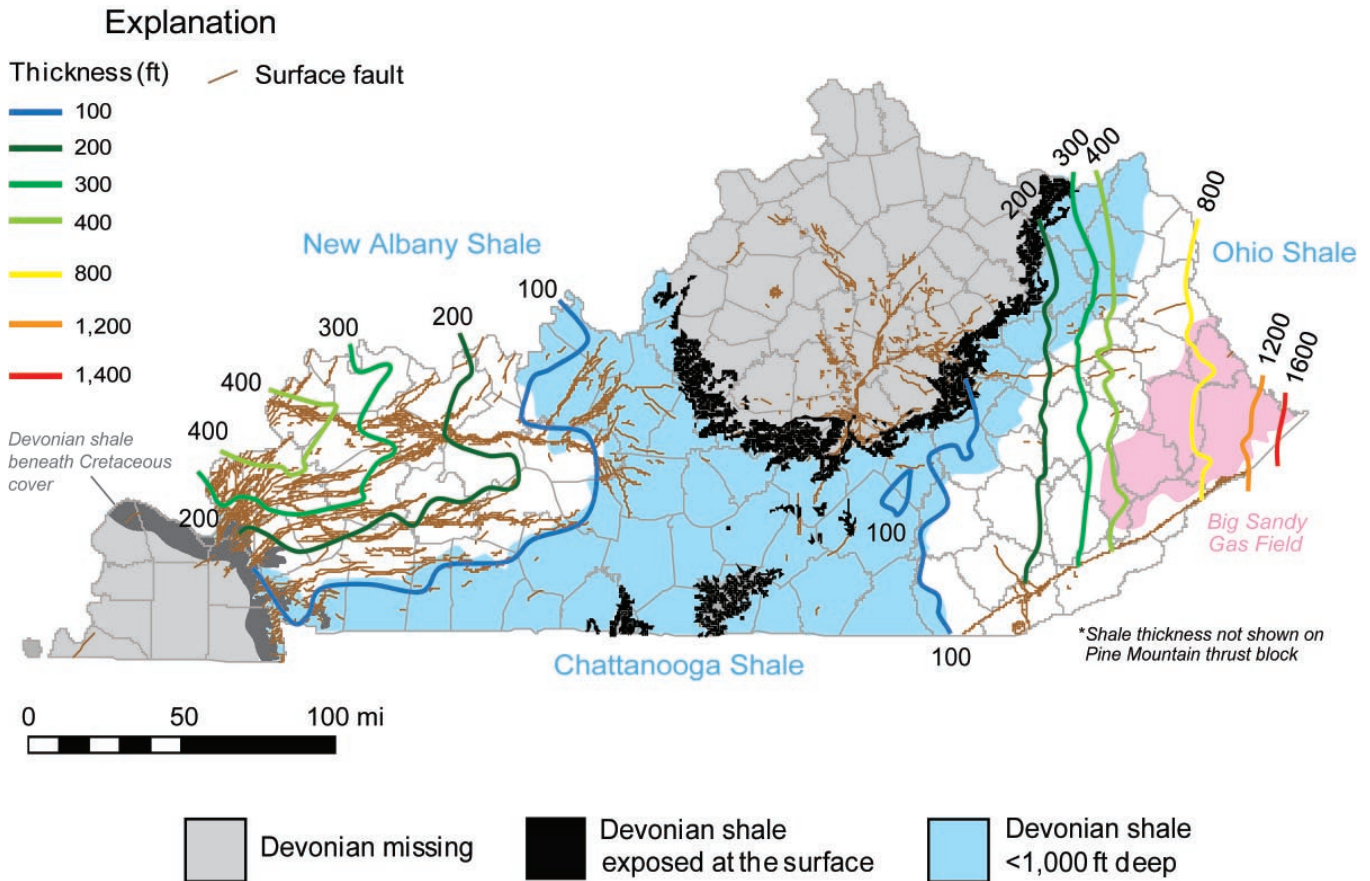 Explanation
Thickness (ft)
Surface fault
100
200
300
400
800
1,200
1,400
New Albany Shale
Ohio Shale
Chattanooga Shale
Devonian shale
beneath Cretaceous
cover
400
400
300
200
200
100
100
100
200
300
400
800
1200
1600
Big Sandy
Gas Field
*Shale thickness not shown on
Pine Mountain thrust block
0 50 100 mi
Devonian missing
Devonian shale
exposed at the surface
Devonian shale
<1,000 ft deep